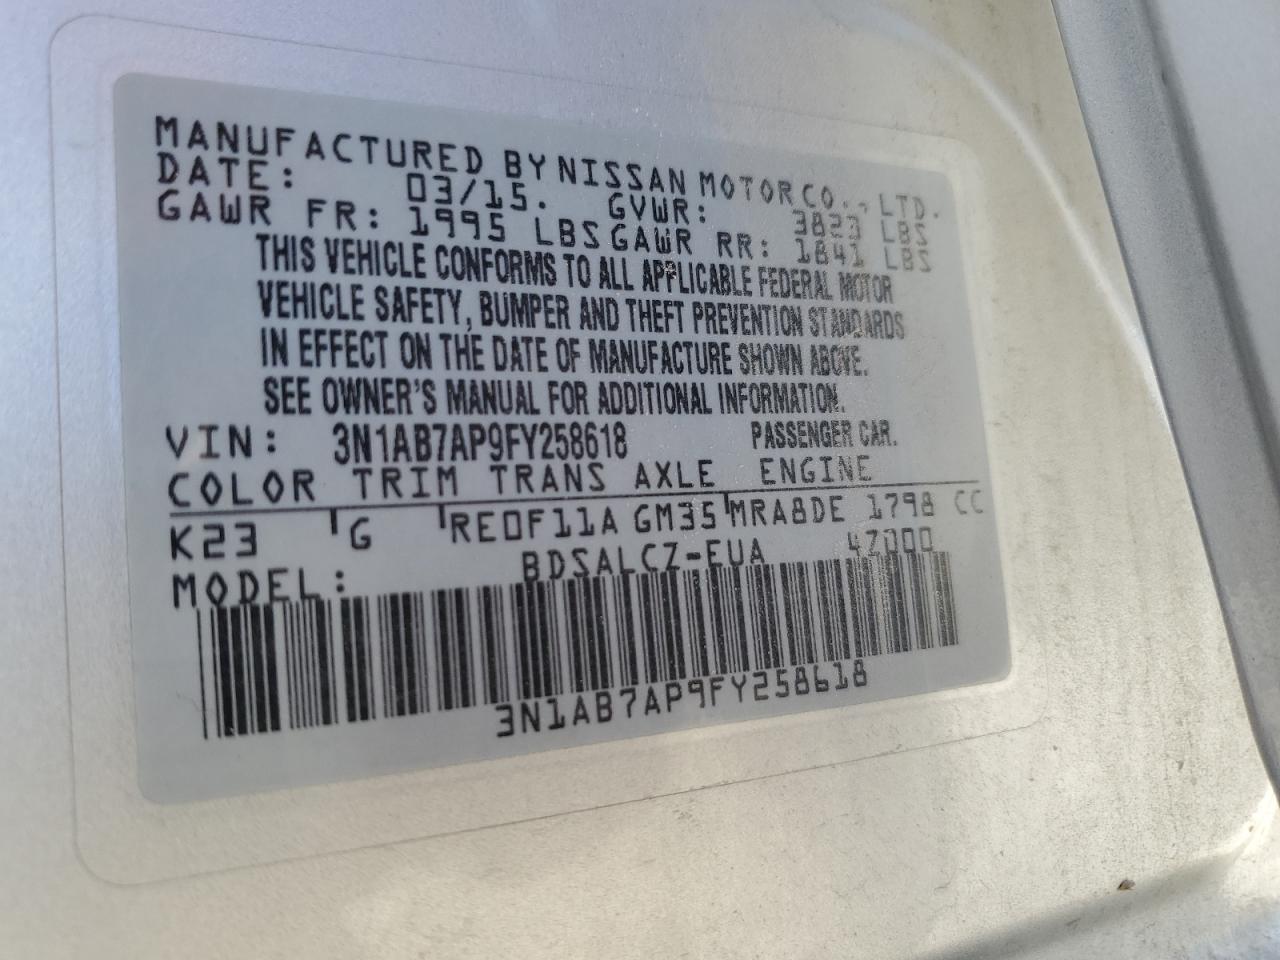 MANUFACTURED BY NISSAN MOTOR CO., LTD.
DATE: 03/15. GVWR: 3823 LBS
GAWR FR: 1995 LBS GAWR RR: 1841 LBS
THIS VEHICLE CONFORMS TO ALL APPLICABLE FEDERAL MOTOR
VEHICLE SAFETY, BUMPER AND THEFT PREVENTION STANDARDS
IN EFFECT ON THE DATE OF MANUFACTURE SHOWN ABOVE.
SEE OWNER'S MANUAL FOR ADDITIONAL INFORMATION.
VIN: 3N1AB7AP9FY258618 PASSENGER CAR.
COLOR TRIM TRANS AXLE ENGINE
K23 G RE0F11A GM35 MRA8DE 1798 CC
MODEL: BDSALCZ-EUA 4Z000
3N1AB7AP9FY258618